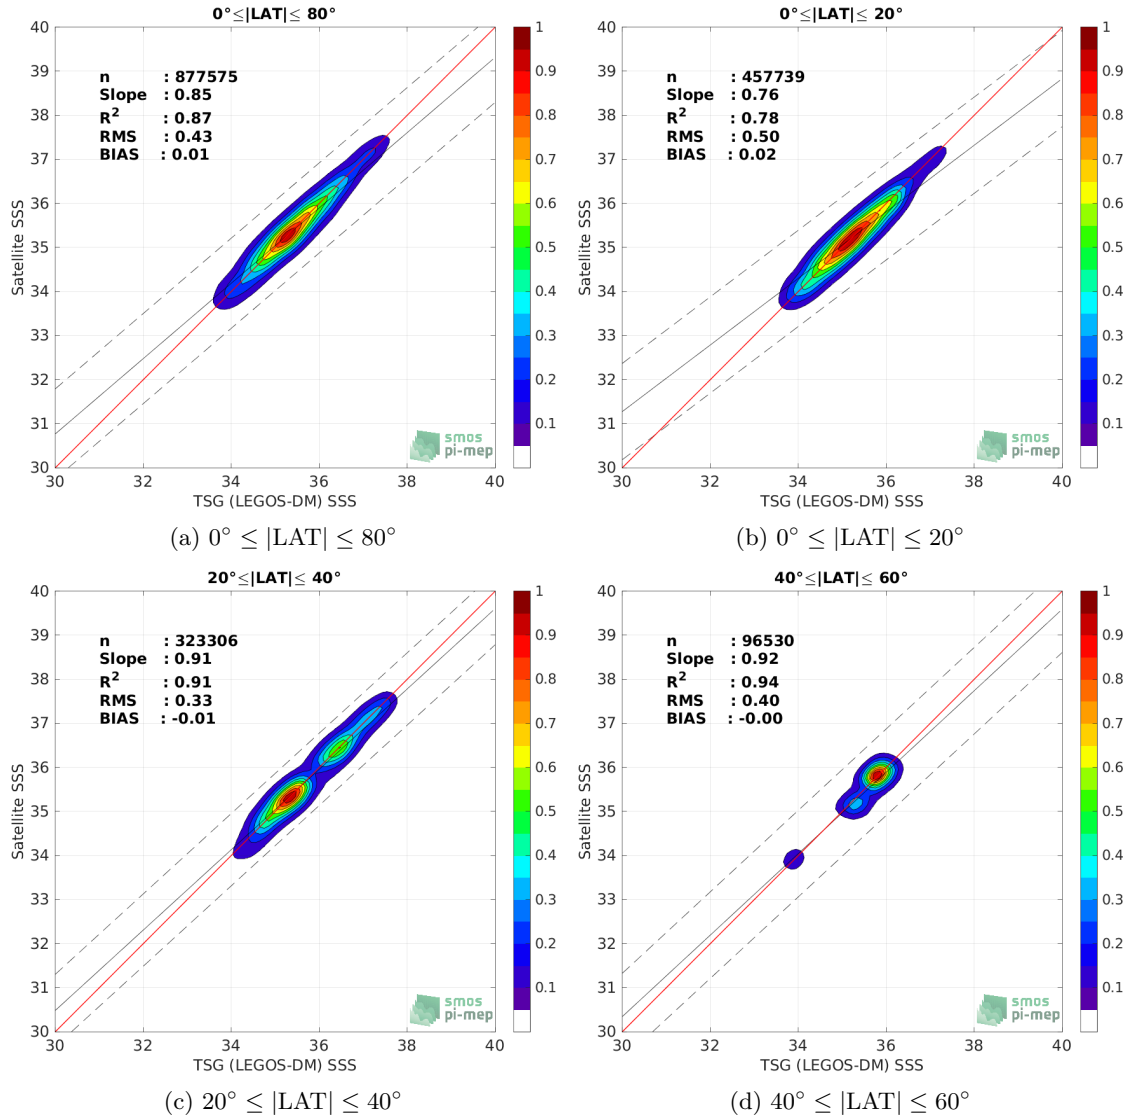 0°≤|LAT|≤ 80°
n : 877575
Slope : 0.85
R² : 0.87
RMS : 0.43
BIAS : 0.01
Satellite SSS
40
39
38
37
36
35
34
33
32
31
30
30 32 34 36 38 40
TSG (LEGOS-DM) SSS
1
0.9
0.8
0.7
0.6
0.5
0.4
0.3
0.2
0.1
smos
pi-mep
(a) 0° ≤ |LAT| ≤ 80°
0°≤|LAT|≤ 20°
n : 457739
Slope : 0.76
R² : 0.78
RMS : 0.50
BIAS : 0.02
Satellite SSS
40
39
38
37
36
35
34
33
32
31
30
30 32 34 36 38 40
TSG (LEGOS-DM) SSS
1
0.9
0.8
0.7
0.6
0.5
0.4
0.3
0.2
0.1
smos
pi-mep
(b) 0° ≤ |LAT| ≤ 20°
20°≤|LAT|≤ 40°
n : 323306
Slope : 0.91
R² : 0.91
RMS : 0.33
BIAS : -0.01
Satellite SSS
40
39
38
37
36
35
34
33
32
31
30
30 32 34 36 38 40
TSG (LEGOS-DM) SSS
1
0.9
0.8
0.7
0.6
0.5
0.4
0.3
0.2
0.1
smos
pi-mep
(c) 20° ≤ |LAT| ≤ 40°
40°≤|LAT|≤ 60°
n : 96530
Slope : 0.92
R² : 0.94
RMS : 0.40
BIAS : -0.00
Satellite SSS
40
39
38
37
36
35
34
33
32
31
30
30 32 34 36 38 40
TSG (LEGOS-DM) SSS
1
0.9
0.8
0.7
0.6
0.5
0.4
0.3
0.2
0.1
smos
pi-mep
(d) 40° ≤ |LAT| ≤ 60°